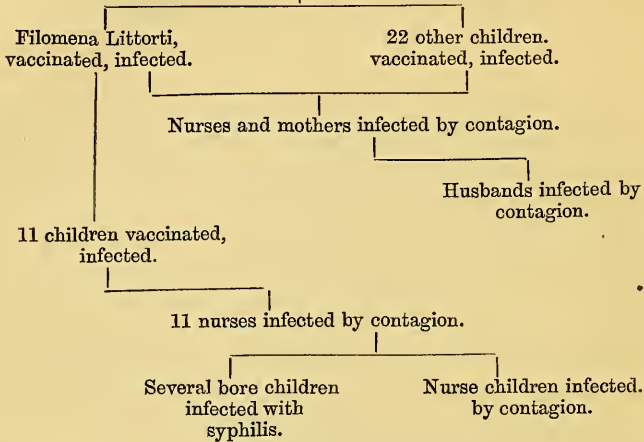 Filomena Littorti,
vaccinated, infected.
22 other children.
vaccinated, infected.
Nurses and mothers infected by contagion.
Husbands infected by
contagion.
11 children vaccinated,
infected.
11 nurses infected by contagion.
Several bore children
infected with
syphilis.
Nurse children infected.
by contagion.